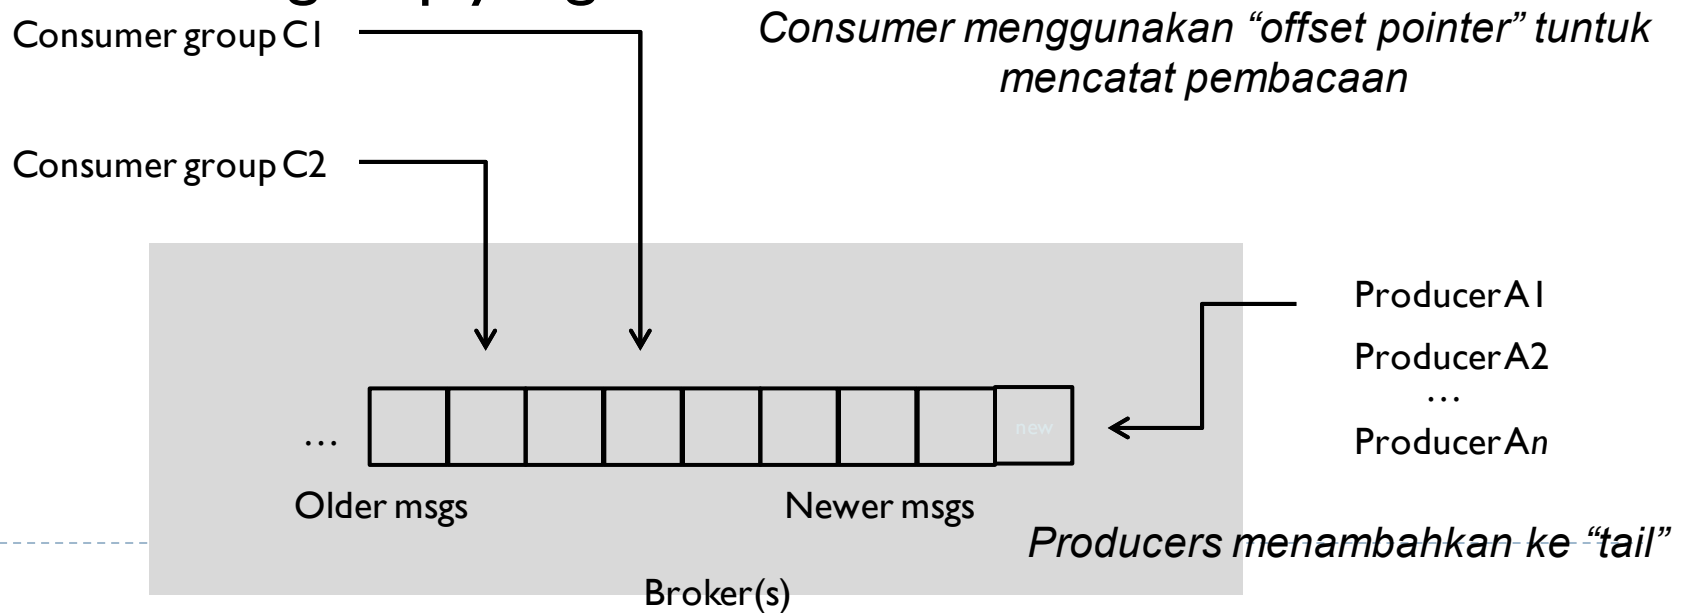 Consumer group C1
Consumer menggunakan “offset pointer” tuntuk
mencatat pembacaan
Consumer group C2
Producer A1
Producer A2
…
Producer An
… new
Older msgs Newer msgs
Producers menambahkan ke “tail”
Broker(s)